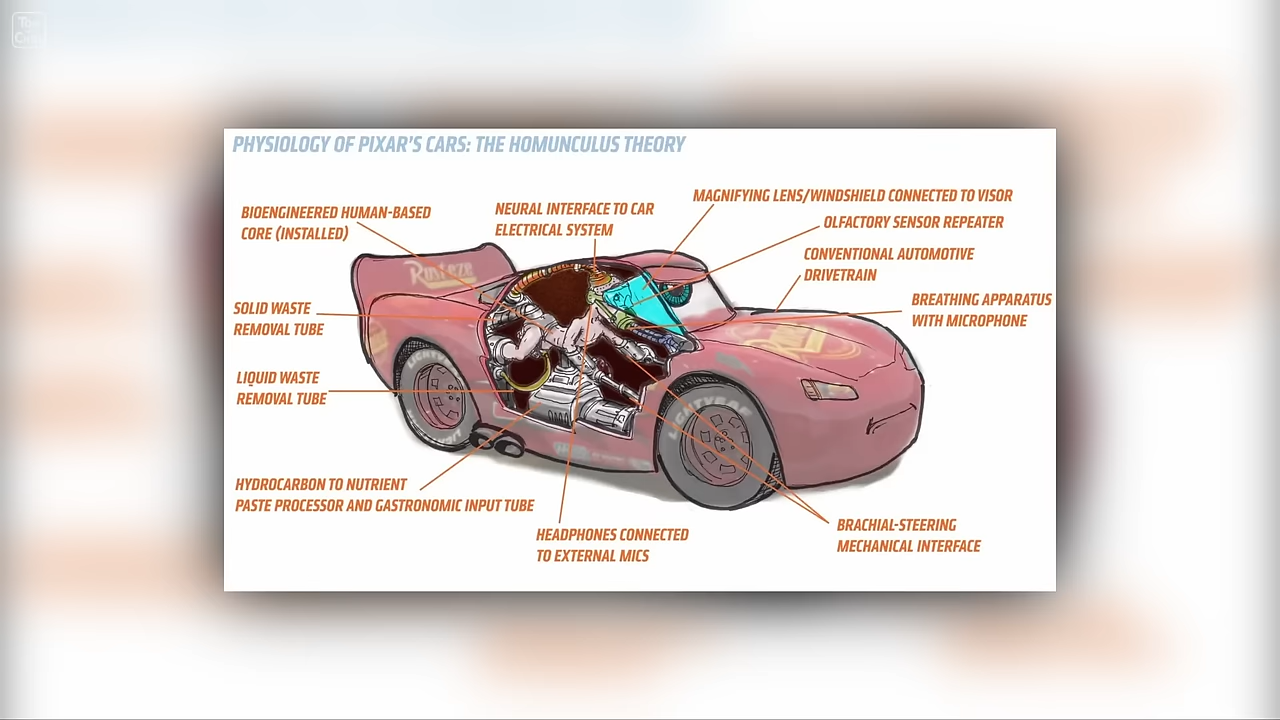 PHYSIOLOGY OF PIXAR'S CARS: THE HOMUNCULUS THEORY
BIOENGINEERED HUMAN-BASED
CORE (INSTALLED)
NEURAL INTERFACE TO CAR
ELECTRICAL SYSTEM
MAGNIFYING LENS/WINDSHIELD CONNECTED TO VISOR
OLFACTORY SENSOR REPEATER
CONVENTIONAL AUTOMOTIVE
DRIVETRAIN
BREATHING APPARATUS
WITH MICROPHONE
SOLID WASTE
REMOVAL TUBE
LIQUID WASTE
REMOVAL TUBE
HYDROCARBON TO NUTRIENT
PASTE PROCESSOR AND GASTRONOMIC INPUT TUBE
HEADPHONES CONNECTED
TO EXTERNAL MICS
BRACHIAL-STEERING
MECHANICAL INTERFACE